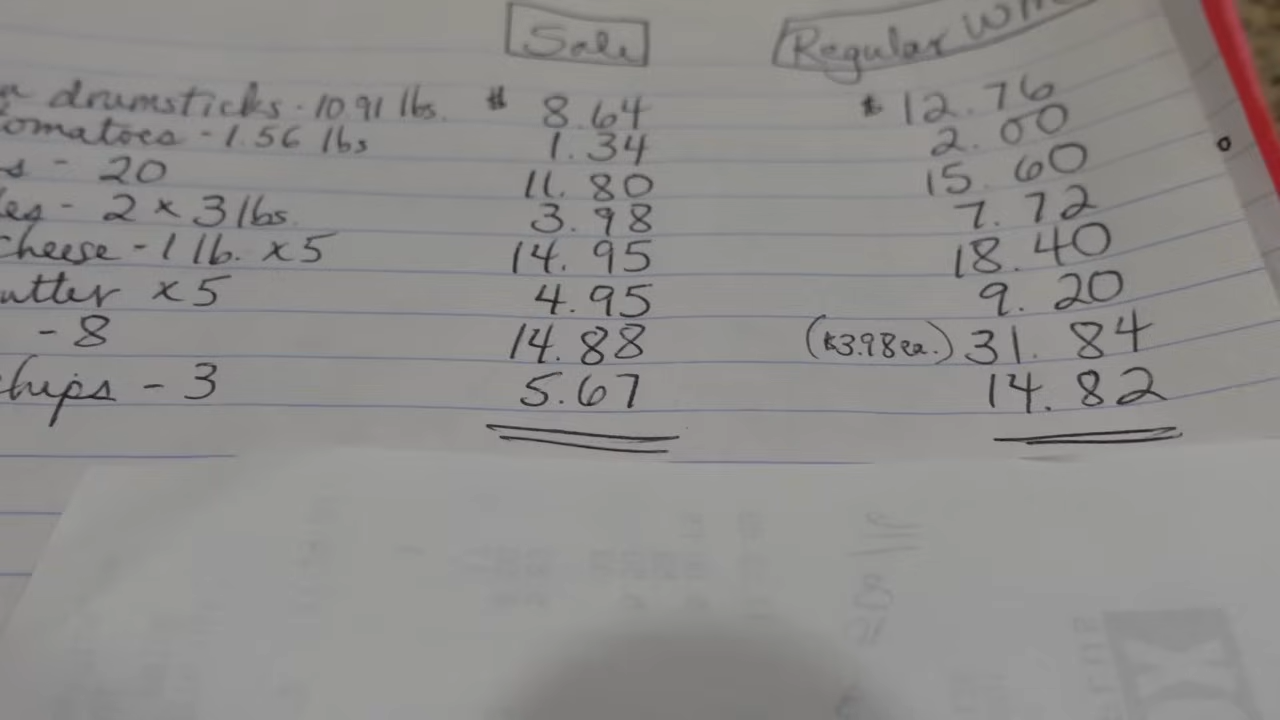 Sale Regular
drumsticks - 10.91 lbs. $ 8.64 $ 12.76
omatoes - 1.56 lbs 1.34 2.00
s - 20 11.80 15.60
les - 2 x 3 lbs. 3.98 7.72
cheese - 1 lb. x 5 14.95 18.40
utter x 5 4.95 9.20
- 8 14.88 ($3.98 ea.) 31.84
chips - 3 5.67 14.82